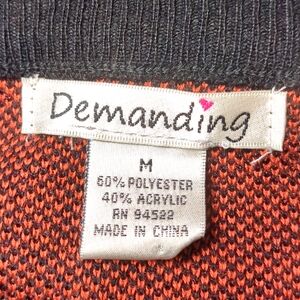 Demanding
M
60% POLYESTER
40% ACRYLIC
RN 94522
MADE IN CHINA